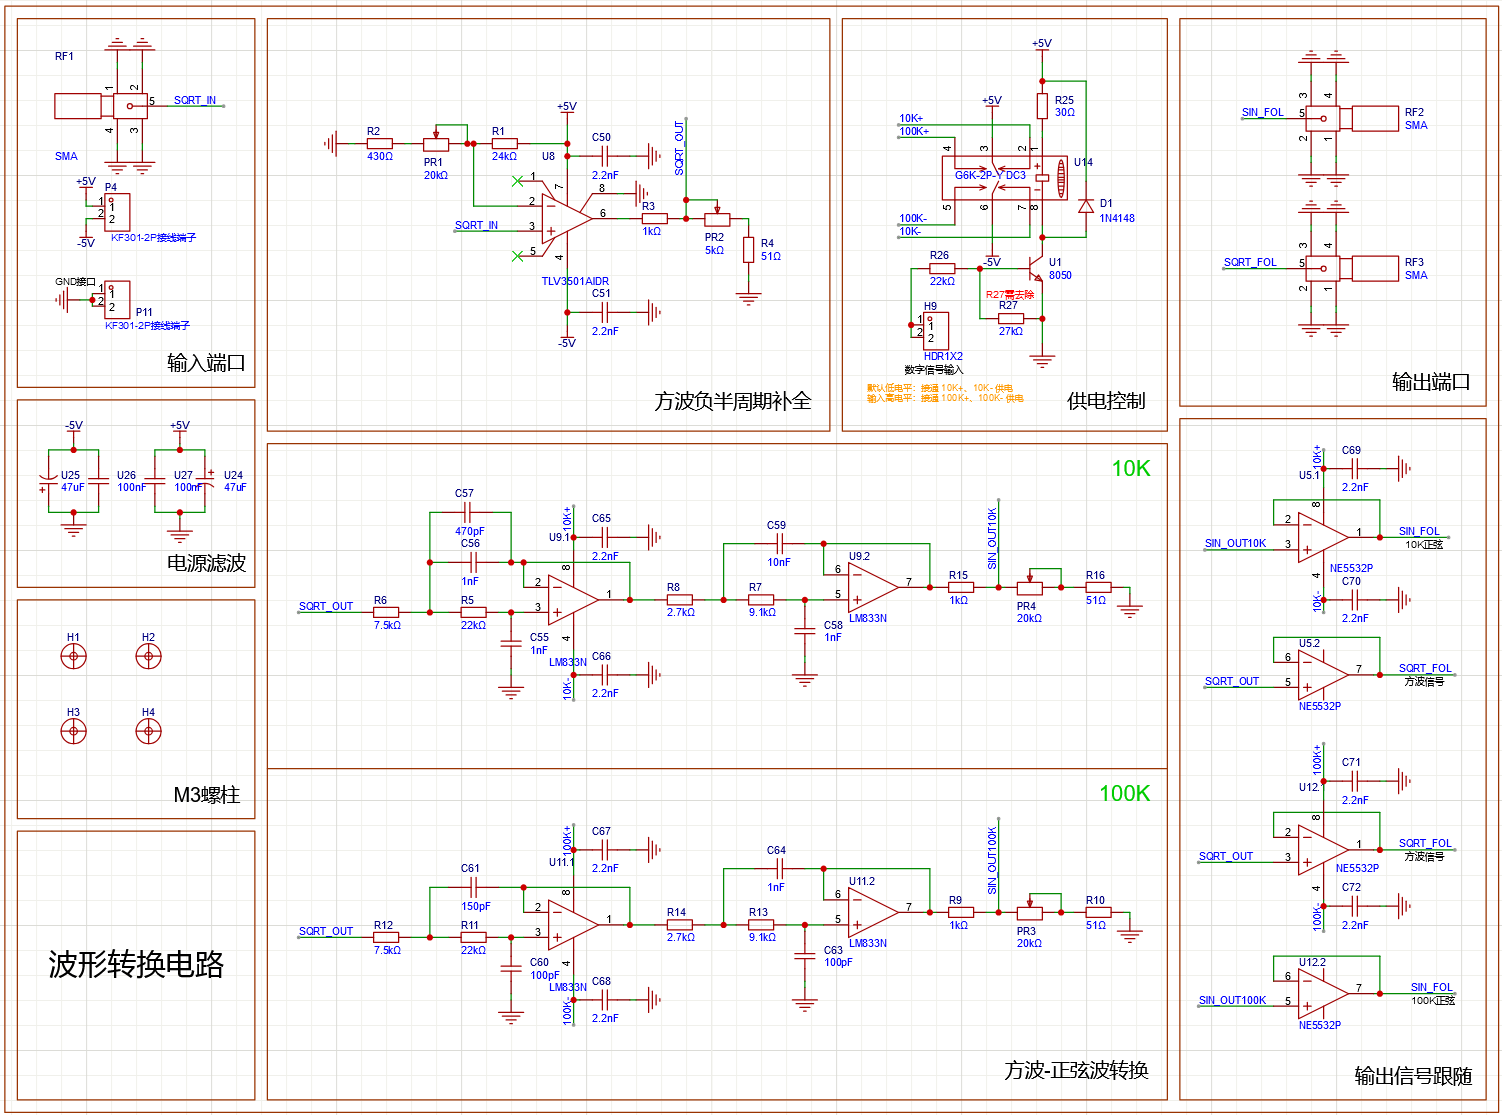 RF1
1
2
5
SQRT_IN
4
3
SMA
+5V
P4
1
1
2
2
-5V
KF301-2P接线端子
GND接口
1
1
2
2
P11
KF301-2P接线端子
输入端口
+5V
R2
430Ω
PR1
20kΩ
R1
24kΩ
U8
C50
2.2nF
SQRT_OUT
1
7
8
2
3
6
5
4
SQRT_IN
R3
1kΩ
PR2
5kΩ
R4
51Ω
TLV3501AIDR
C51
2.2nF
-5V
方波负半周期补全
+5V
+5V
R25
30Ω
10K+
100K+
4
3
2
1
U14
G6K-2P-Y DC3
5
6
7
8
100K-
10K-
-5V
D1
1N4148
R26
22kΩ
U1
8050
R27需去除
R27
27kΩ
H9
1
1
2
2
HDR1X2
数字信号输入
默认低电平：接通 10K+、10K- 供电
输入高电平：接通 100K+、100K- 供电
供电控制
3
4
SIN_FOL
5
2
1
RF2
SMA
3
4
SQRT_FOL
5
2
1
RF3
SMA
输出端口
-5V
+5V
U25
47uF
U26
100nF
U27
100nF
U24
47uF
电源滤波
H1
H2
H3
H4
M3螺柱
波形转换电路
10K
C57
470pF
C56
1nF
10K+
U9.1
C65
2.2nF
8
2
3
1
4
SQRT_OUT
R6
7.5kΩ
R5
22kΩ
C55
1nF
LM833N
C66
2.2nF
10K-
R8
2.7kΩ
R7
9.1kΩ
C59
10nF
C58
1nF
U9.2
6
5
7
LM833N
R15
1kΩ
SIN_OUT10K
PR4
20kΩ
R16
51Ω
100K
C61
150pF
100K+
U11.1
C67
2.2nF
8
2
3
1
4
SQRT_OUT
R12
7.5kΩ
R11
22kΩ
C60
100pF
LM833N
C68
2.2nF
100K-
R14
2.7kΩ
R13
9.1kΩ
C64
1nF
C63
100pF
U11.2
6
5
7
LM833N
R9
1kΩ
SIN_OUT100K
PR3
20kΩ
R10
51Ω
方波-正弦波转换
10K+
U5.1
C69
2.2nF
8
2
3
1
4
SIN_OUT10K
SIN_FOL
10K正弦
NE5532P
C70
2.2nF
10K-
U5.2
6
5
7
SQRT_OUT
SQRT_FOL
方波信号
NE5532P
100K+
U12.
C71
2.2nF
8
2
3
1
4
SQRT_OUT
SQRT_FOL
方波信号
NE5532P
C72
2.2nF
100K-
U12.2
6
5
7
SIN_OUT100K
SIN_FOL
100K正弦
NE5532P
输出信号跟随